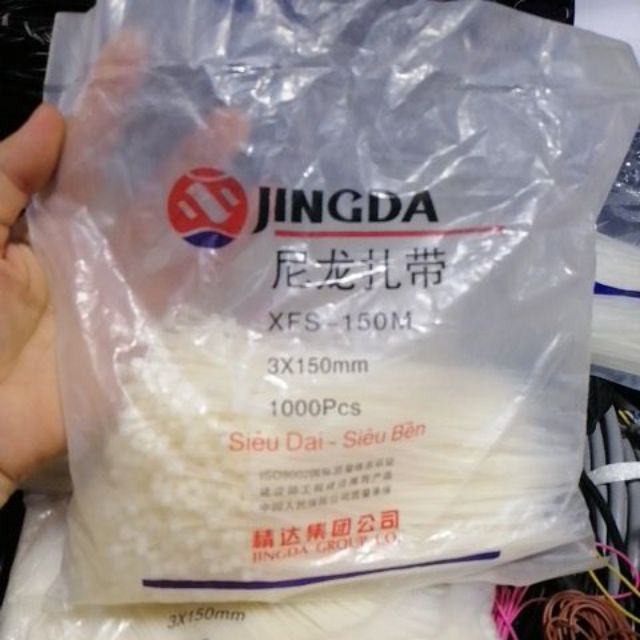 JINGDA
尼龙扎带
XFS-150M
3X150mm
1000Pcs
Siêu Dai - Siêu Bền
精达集团公司
JINGDA GROUP CO.
3X150mm